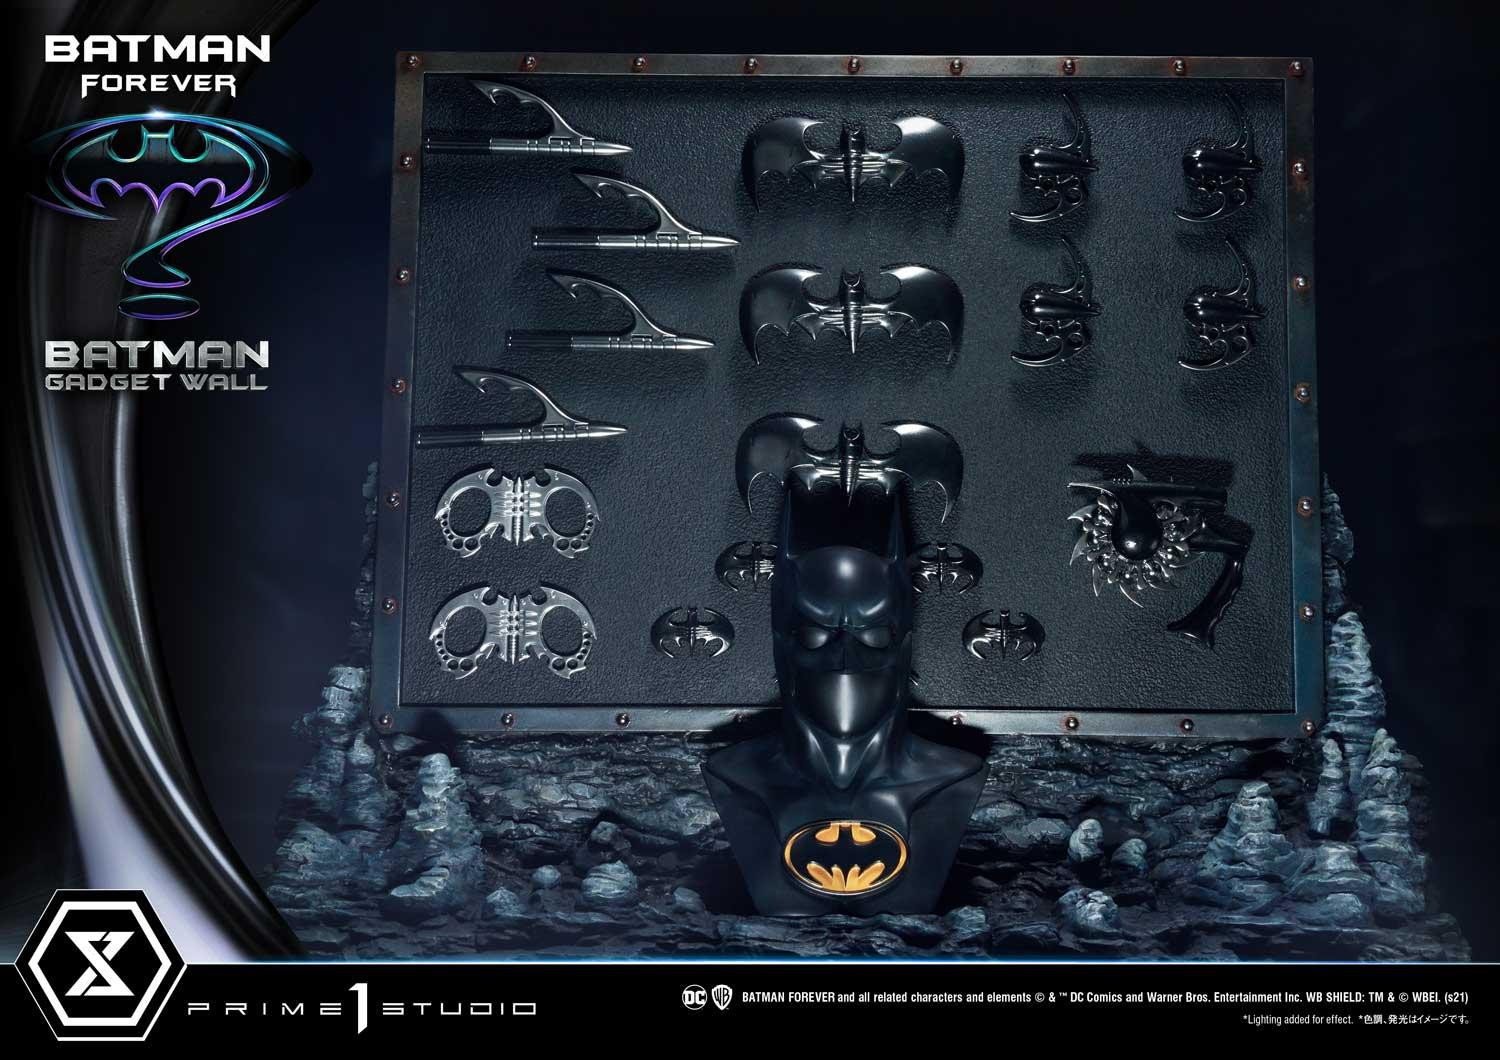 BATMAN
FOREVER
BATMAN
GADGET WALL
PRIME 1 STUDIO
DC WB BATMAN FOREVER and all related characters and elements © & ™ DC Comics and Warner Bros. Entertainment Inc. WB SHIELD: TM & © WBEI. (s21)
*Lighting added for effect. *色調、発光はイメージです。